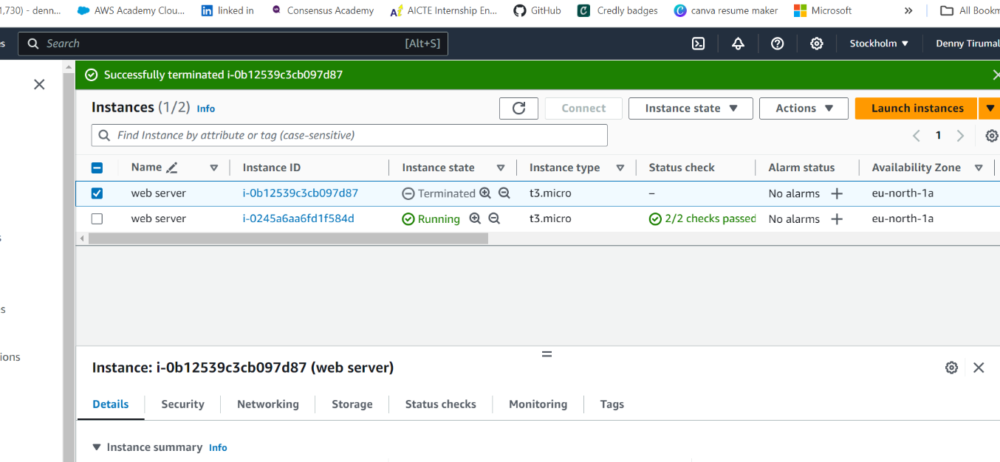 1,730) - denn... AWS Academy Clou... linked in Consensus Academy AICTE Internship En... GitHub Credly badges canva resume maker Microsoft » All Bookm
es Search [Alt+S] Stockholm ▼ Denny Tirumal
Successfully terminated i-0b12539c3cb097d87
Instances (1/2) Info Connect Instance state ▼ Actions ▼ Launch instances ▼
Find Instance by attribute or tag (case-sensitive) 1
Name Instance ID Instance state Instance type Status check Alarm status Availability Zone
web server i-0b12539c3cb097d87 Terminated t3.micro – No alarms + eu-north-1a
web server i-0245a6aa6fd1f584d Running t3.micro 2/2 checks passed No alarms + eu-north-1a
s
ions
Instance: i-0b12539c3cb097d87 (web server)
Details Security Networking Storage Status checks Monitoring Tags
▼ Instance summary Info